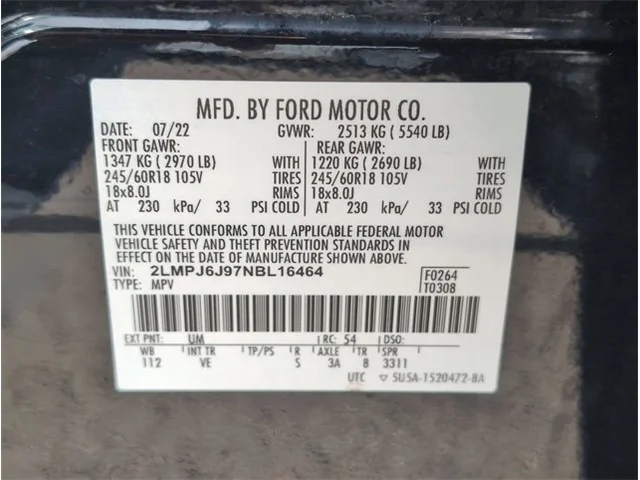 MFD. BY FORD MOTOR CO.
DATE: 07/22 GVWR: 2513 KG ( 5540 LB)
FRONT GAWR: REAR GAWR:
1347 KG ( 2970 LB) WITH 1220 KG ( 2690 LB) WITH
245/60R18 105V TIRES 245/60R18 105V TIRES
18x8.0J RIMS 18x8.0J RIMS
AT 230 kPa/ 33 PSI COLD AT 230 kPa/ 33 PSI COLD
THIS VEHICLE CONFORMS TO ALL APPLICABLE FEDERAL MOTOR
VEHICLE SAFETY AND THEFT PREVENTION STANDARDS IN
EFFECT ON THE DATE OF MANUFACTURE SHOWN ABOVE.
VIN: 2LMPJ6J97NBL16464 F0264
TYPE: MPV T0308
EXT PNT: UM RC: 54 DSO:
WB INT TR TP/PS R AXLE TR SPR
112 VE S 3A 8 3311
UTC ▽ 5U5A-1520472-BA